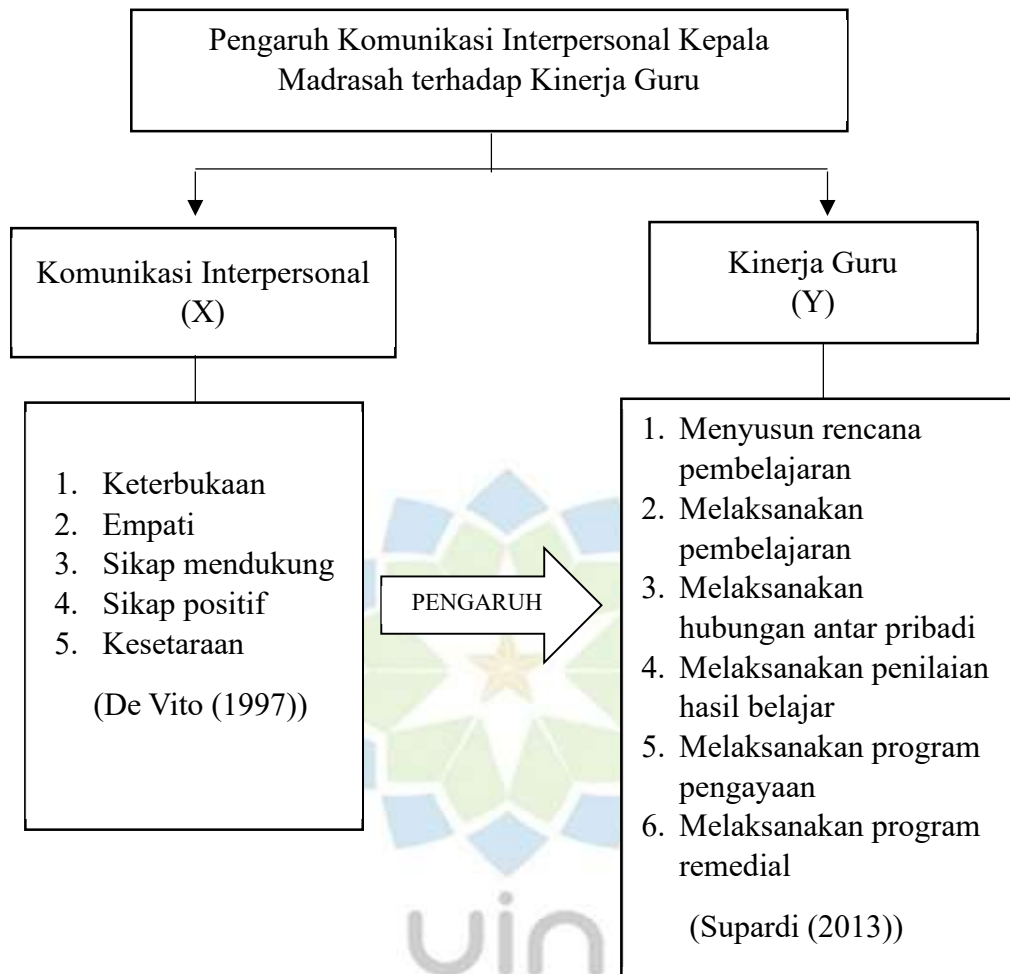 Pengaruh Komunikasi Interpersonal Kepala
Madrasah terhadap Kinerja Guru
Komunikasi Interpersonal
(X)
Kinerja Guru
(Y)
1. Keterbukaan
2. Empati
3. Sikap mendukung
4. Sikap positif
5. Kesetaraan
(De Vito (1997))
PENGARUH
1. Menyusun rencana
pembelajaran
2. Melaksanakan
pembelajaran
3. Melaksanakan
hubungan antar pribadi
4. Melaksanakan penilaian
hasil belajar
5. Melaksanakan program
pengayaan
6. Melaksanakan program
remedial
(Supardi (2013))
uin